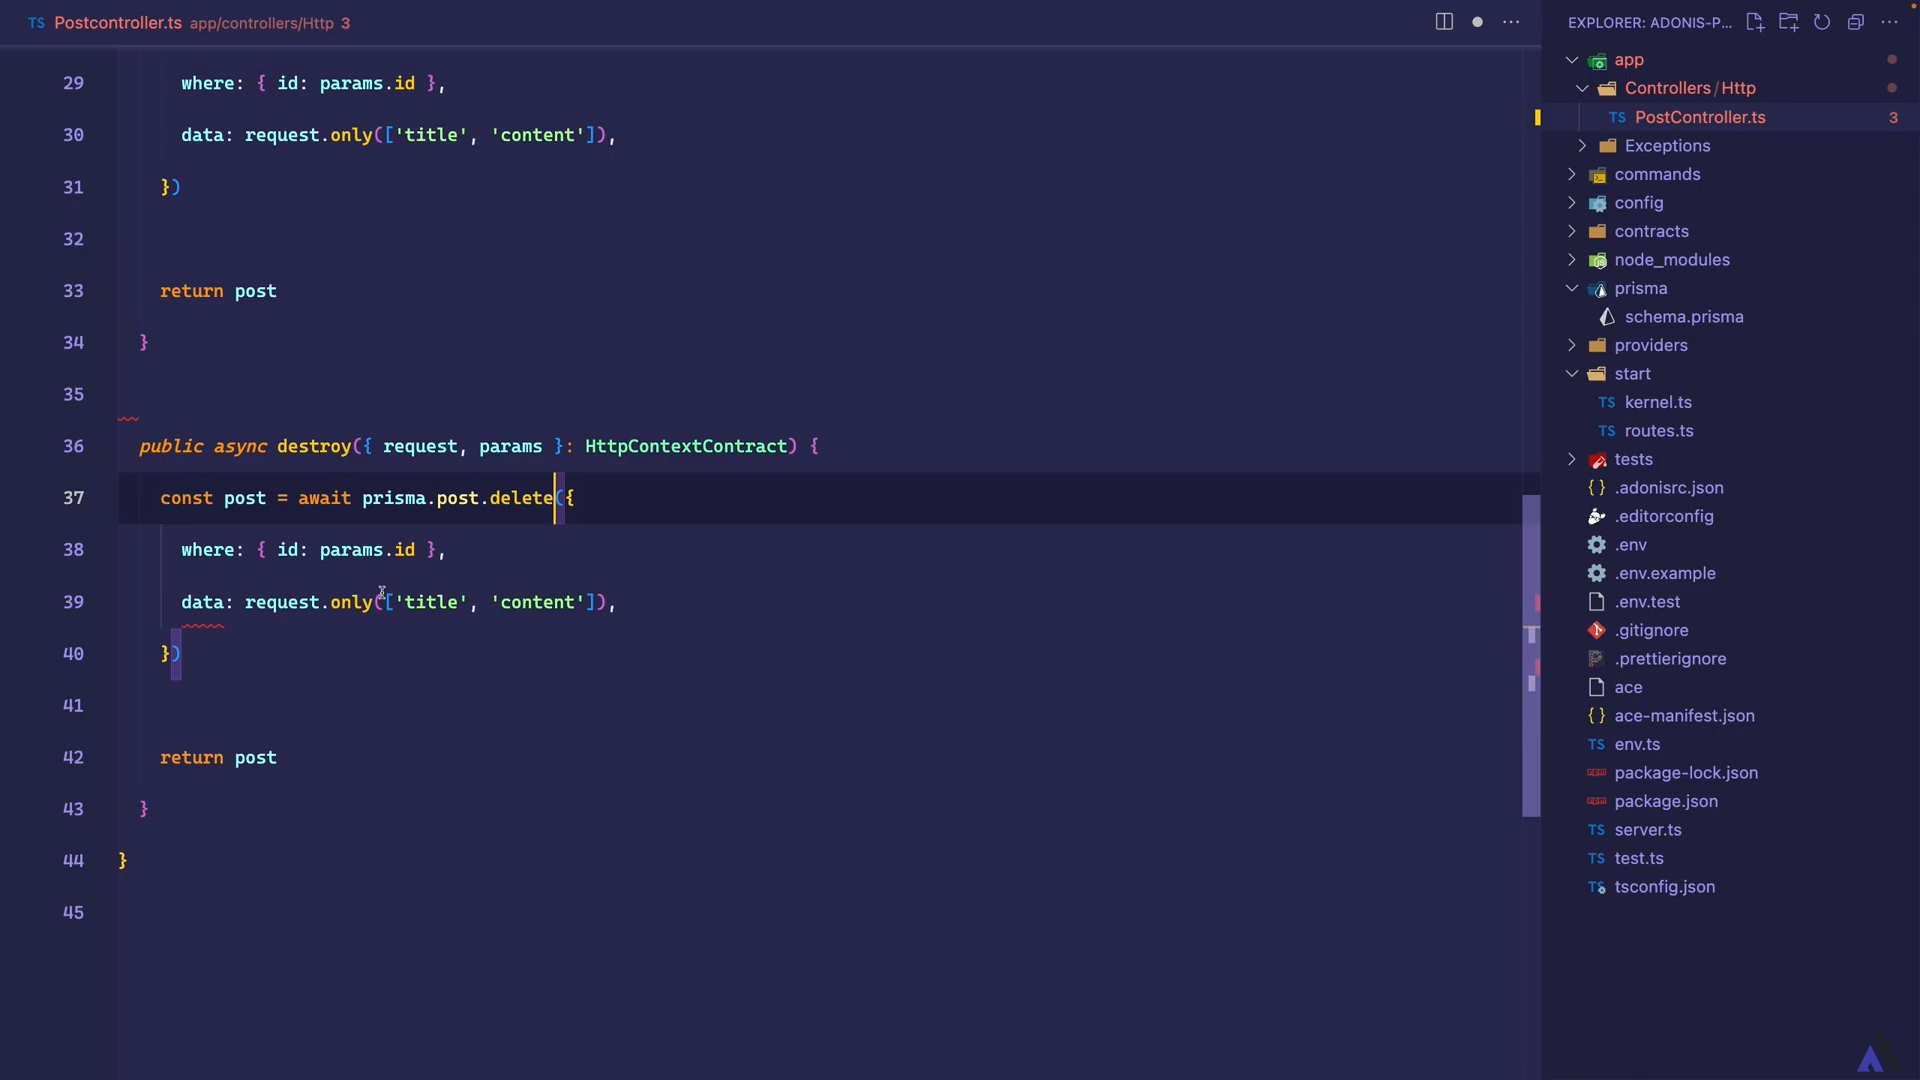 TS Postcontroller.ts app/controllers/Http 3
29 where: { id: params.id },
30 data: request.only(['title', 'content']),
31 })
32
33 return post
34 }
35
36 public async destroy({ request, params }: HttpContextContract) {
37 const post = await prisma.post.delete({
38 where: { id: params.id },
39 data: request.only(['title', 'content']),
40 })
41
42 return post
43 }
44 }
45
EXPLORER: ADONIS-P...
app
Controllers / Http
TS PostController.ts 3
Exceptions
commands
config
contracts
node_modules
prisma
schema.prisma
providers
start
TS kernel.ts
TS routes.ts
tests
{ } .adonisrc.json
.editorconfig
.env
.env.example
.env.test
.gitignore
.prettierignore
ace
{ } ace-manifest.json
TS env.ts
package-lock.json
package.json
TS server.ts
TS test.ts
TS tsconfig.json